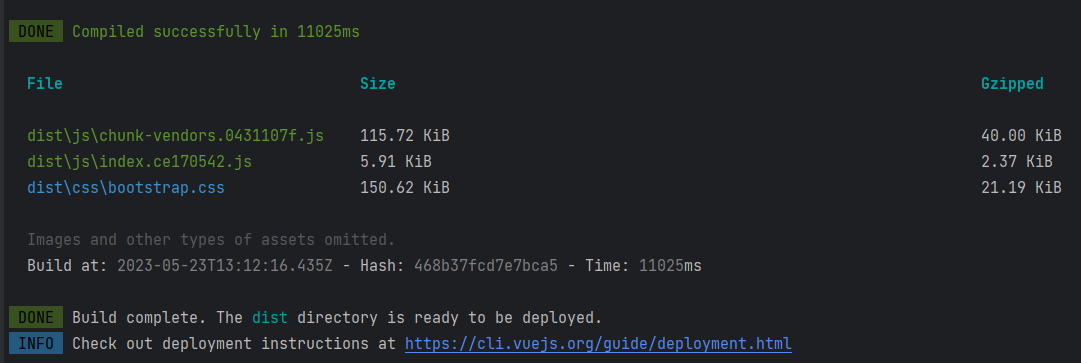 DONE Compiled successfully in 11025ms
File Size Gzipped
dist\js\chunk-vendors.0431107f.js 115.72 KiB 40.00 KiB
dist\js\index.ce170542.js 5.91 KiB 2.37 KiB
dist\css\bootstrap.css 150.62 KiB 21.19 KiB
Images and other types of assets omitted.
Build at: 2023-05-23T13:12:16.435Z - Hash: 468b37fcd7e7bca5 - Time: 11025ms
DONE Build complete. The dist directory is ready to be deployed.
INFO Check out deployment instructions at https://cli.vuejs.org/guide/deployment.html